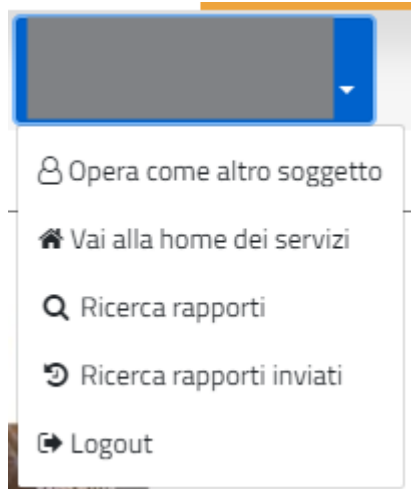 Opera come altro soggetto
Vai alla home dei servizi
Ricerca rapporti
Ricerca rapporti inviati
Logout